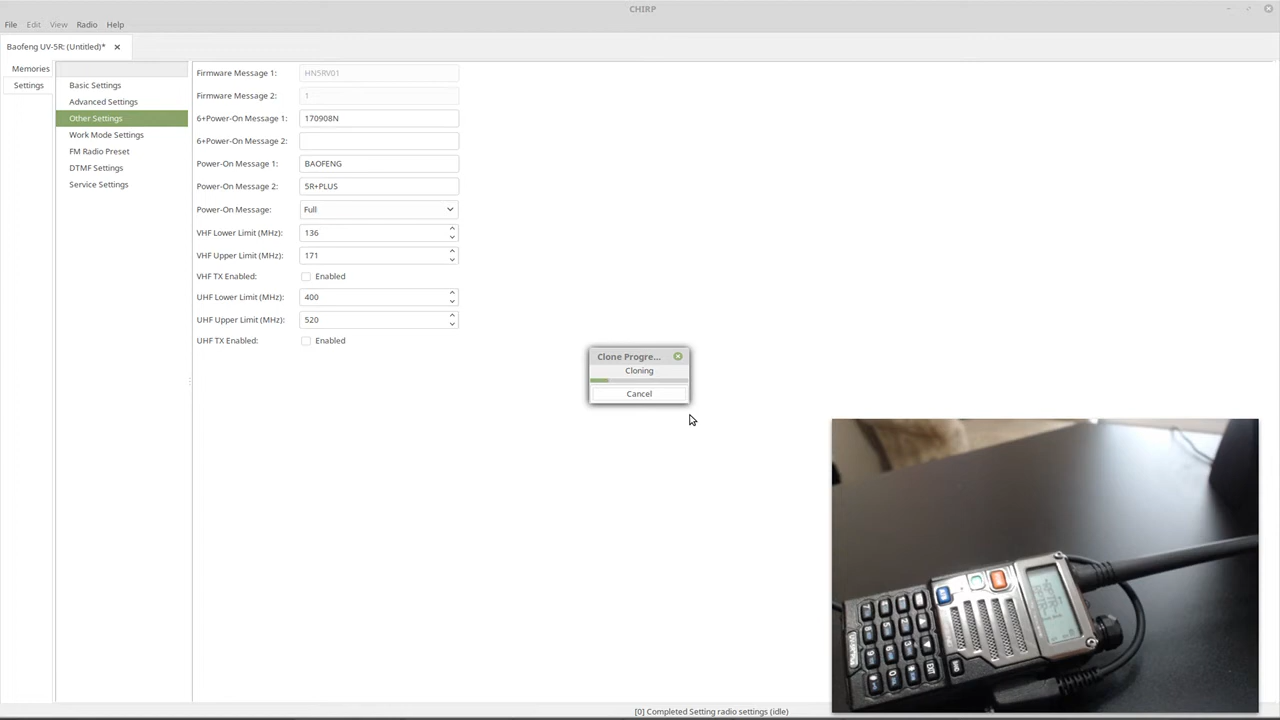 CHIRP
File Edit View Radio Help
Baofeng UV-5R: (Untitled)*
Memories
Settings
Basic Settings
Advanced Settings
Other Settings
Work Mode Settings
FM Radio Preset
DTMF Settings
Service Settings
Firmware Message 1: HN5RV01
Firmware Message 2: 1
6+Power-On Message 1: 170908N
6+Power-On Message 2:
Power-On Message 1: BAOFENG
Power-On Message 2: 5R+PLUS
Power-On Message: Full
VHF Lower Limit (MHz): 136
VHF Upper Limit (MHz): 171
VHF TX Enabled: Enabled
UHF Lower Limit (MHz): 400
UHF Upper Limit (MHz): 520
UHF TX Enabled: Enabled
Clone Progre...
Cloning
Cancel
[0] Completed Setting radio settings (idle)